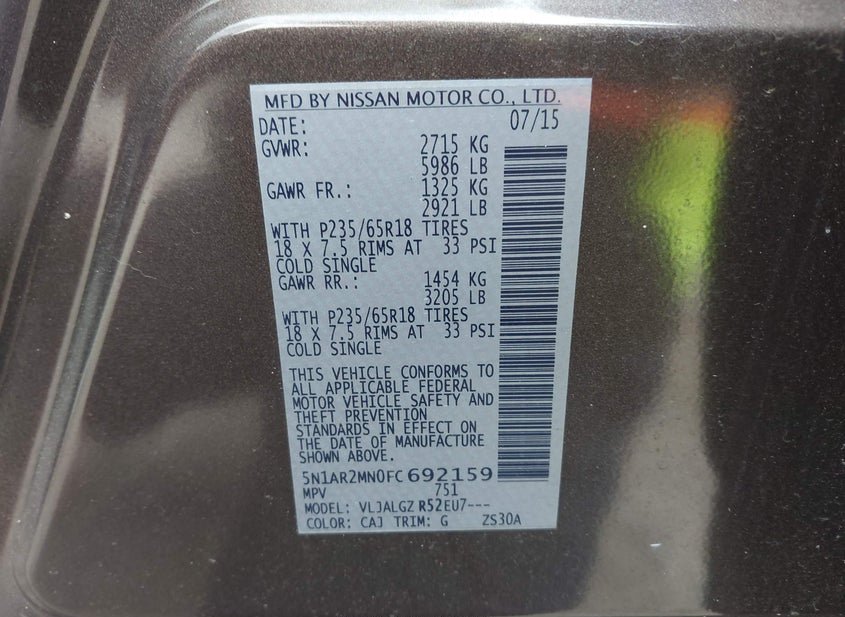 MFD BY NISSAN MOTOR CO., LTD.
DATE: 07/15
GVWR: 2715 KG
5986 LB
GAWR FR.: 1325 KG
2921 LB
WITH P235/65R18 TIRES
18 X 7.5 RIMS AT 33 PSI
COLD SINGLE
GAWR RR.: 1454 KG
3205 LB
WITH P235/65R18 TIRES
18 X 7.5 RIMS AT 33 PSI
COLD SINGLE
THIS VEHICLE CONFORMS TO
ALL APPLICABLE FEDERAL
MOTOR VEHICLE SAFETY AND
THEFT PREVENTION
STANDARDS IN EFFECT ON
THE DATE OF MANUFACTURE
SHOWN ABOVE.
5N1AR2MN0FC692159
MPV 751
MODEL: VLJALGZ R52EU7---
COLOR: CAJ TRIM: G ZS30A